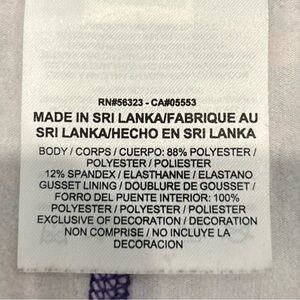 RN#56323 - CA#05553
MADE IN SRI LANKA/FABRIQUE AU
SRI LANKA/HECHO EN SRI LANKA
BODY / CORPS / CUERPO: 88% POLYESTER /
POLYESTER / POLIESTER
12% SPANDEX / ELASTHANNE / ELASTANO
GUSSET LINING / DOUBLURE DE GOUSSET /
FORRO DEL PUENTE INTERIOR: 100%
POLYESTER / POLYESTER / POLIESTER
EXCLUSIVE OF DECORATION / DECORATION
NON COMPRISE / NO INCLUYE LA
DECORACION